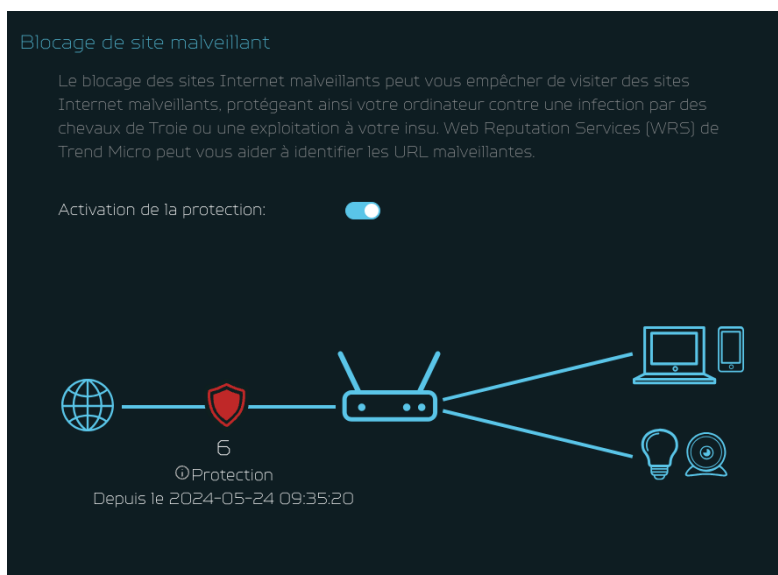 Blocage de site malveillant
Le blocage des sites Internet malveillants peut vous empêcher de visiter des sites
Internet malveillants, protégeant ainsi votre ordinateur contre une infection par des
chevaux de Troie ou une exploitation à votre insu. Web Reputation Services (WRS) de
Trend Micro peut vous aider à identifier les URL malveillantes.
Activation de la protection:
6
Protection
Depuis le 2024-05-24 09:35:20